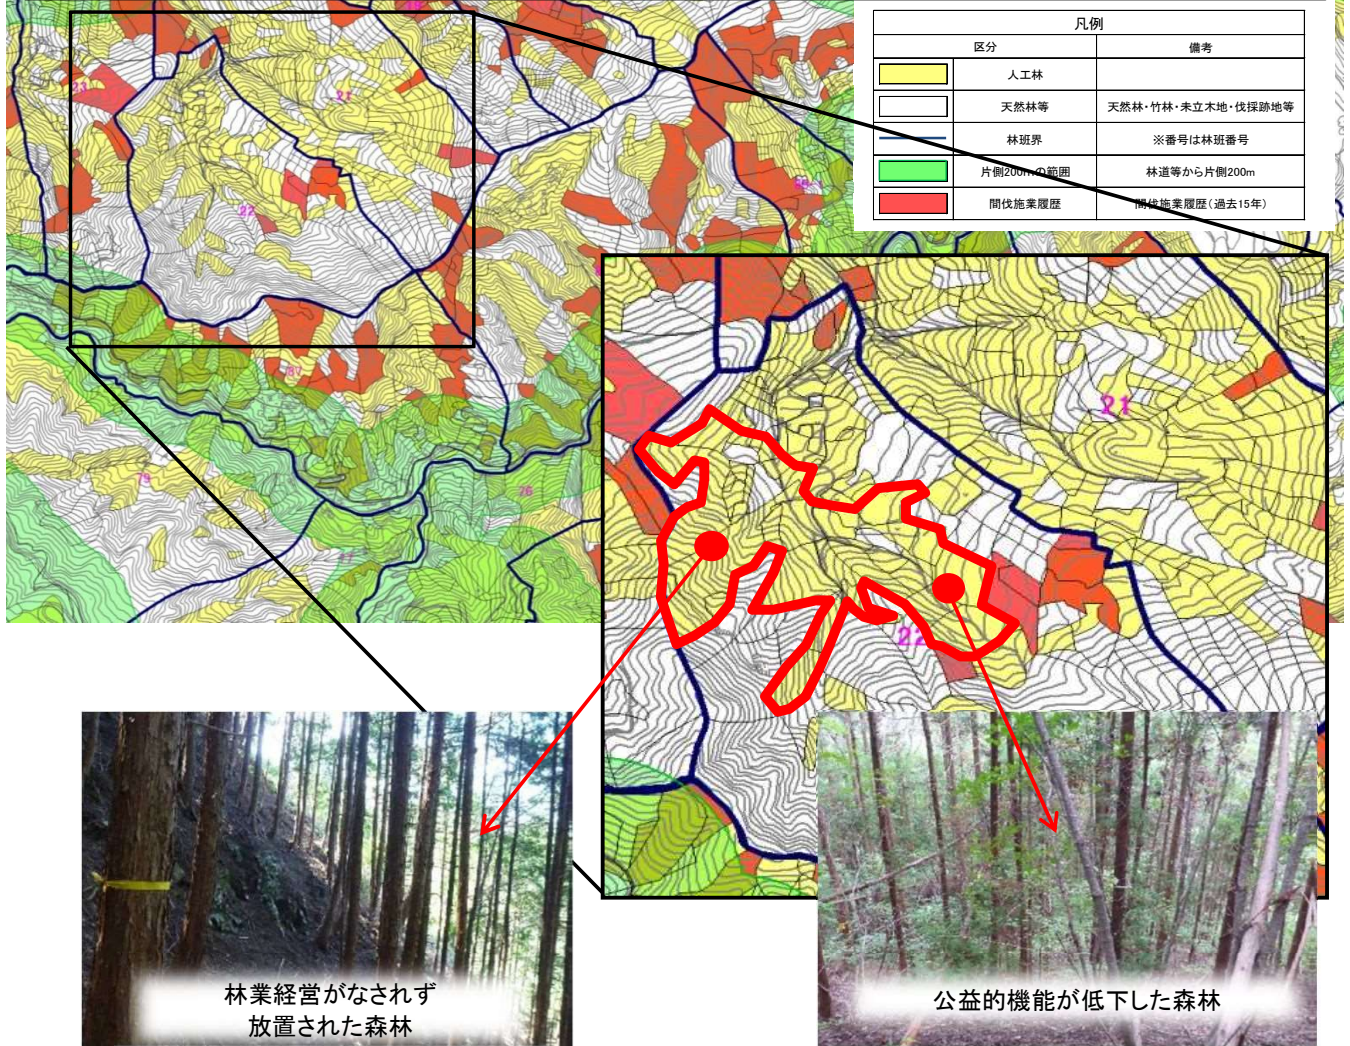 凡例
区分 備考
人工林
天然林等 天然林・竹林・未立木地・伐採跡地等
林班界 ※番号は林班番号
片側200mの範囲 林道等から片側200m
間伐施業履歴 間伐施業履歴（過去15年）
21
22
37
79
76
21
22
林業経営がなされず
放置された森林
公益的機能が低下した森林